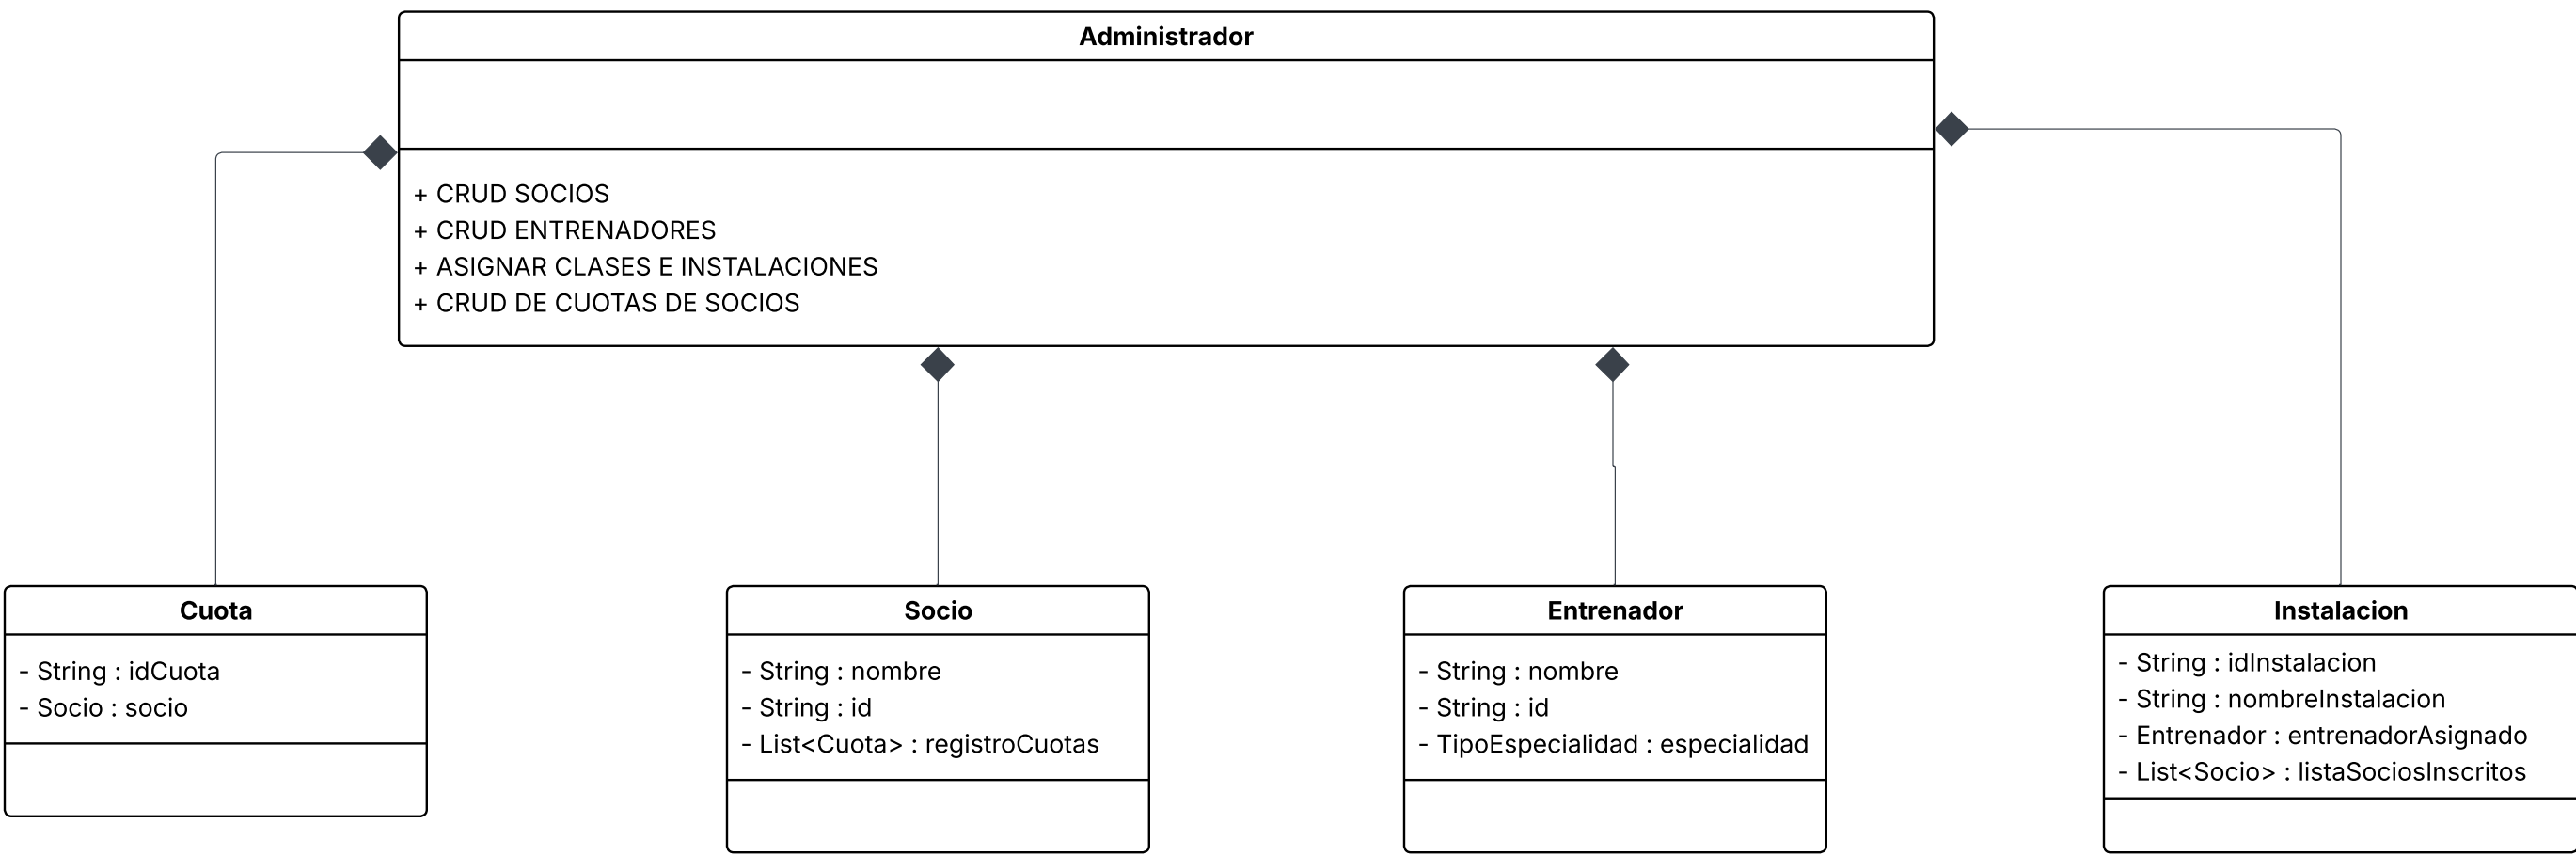 Administrador
+ CRUD SOCIOS
+ CRUD ENTRENADORES
+ ASIGNAR CLASES E INSTALACIONES
+ CRUD DE CUOTAS DE SOCIOS
Cuota
- String : idCuota
- Socio : socio
Socio
- String : nombre
- String : id
- List<Cuota> : registroCuotas
Entrenador
- String : nombre
- String : id
- TipoEspecialidad : especialidad
Instalacion
- String : idInstalacion
- String : nombreInstalacion
- Entrenador : entrenadorAsignado
- List<Socio> : listaSociosInscritos